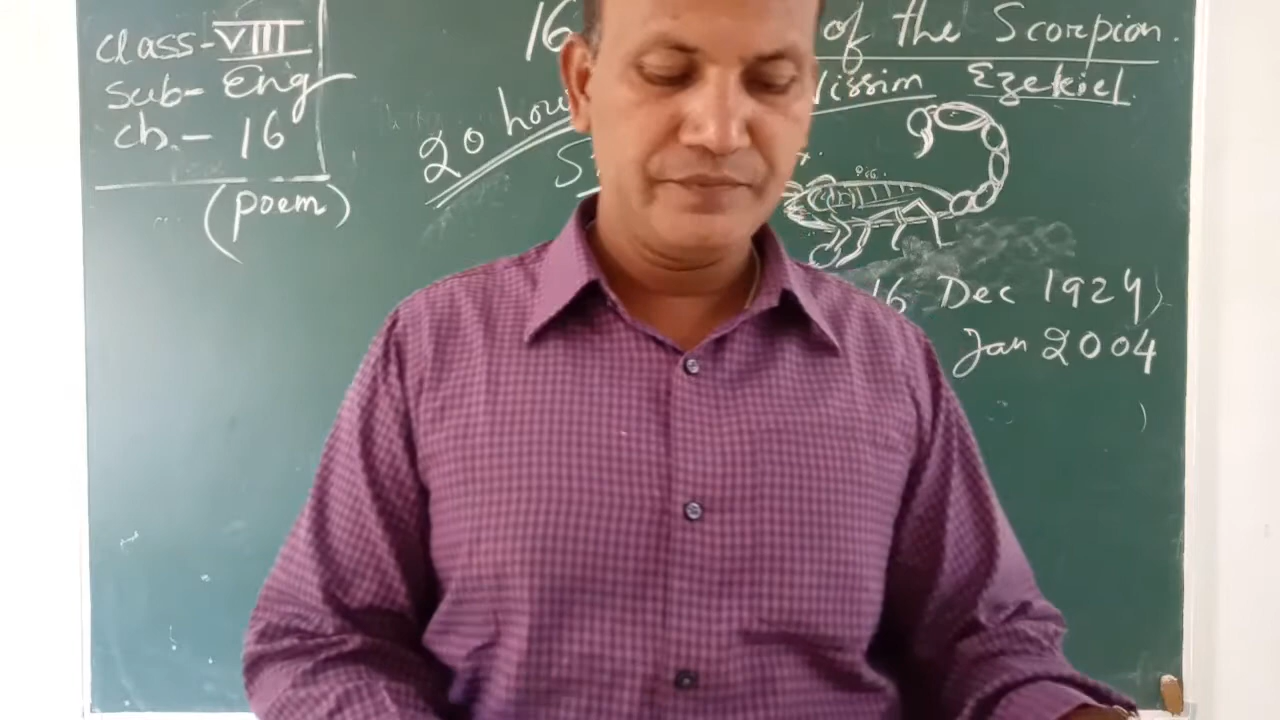 class-VIII
sub- Eng
ch.- 16
(poem)
16 of the Scorpion.
Nissim Ezekiel.
20 hou
S
16 Dec 1924)
Jan 2004
)